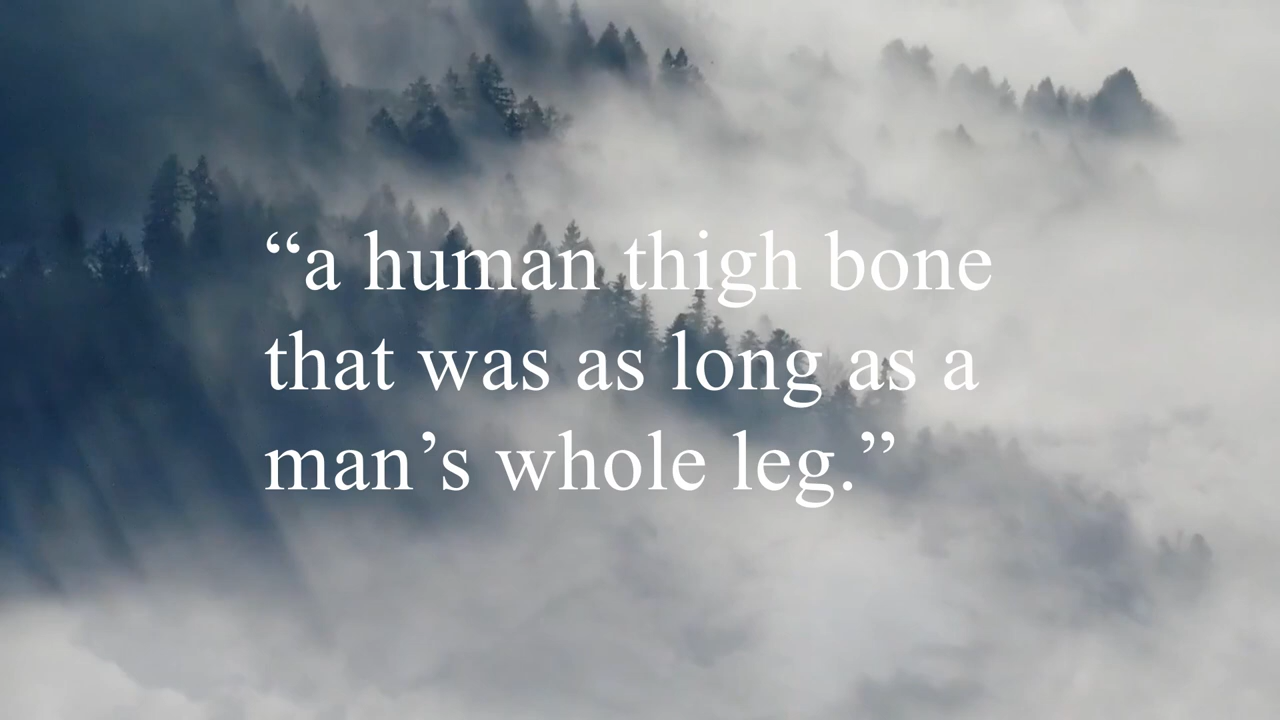 “a human thigh bone
that was as long as a
man’s whole leg.”